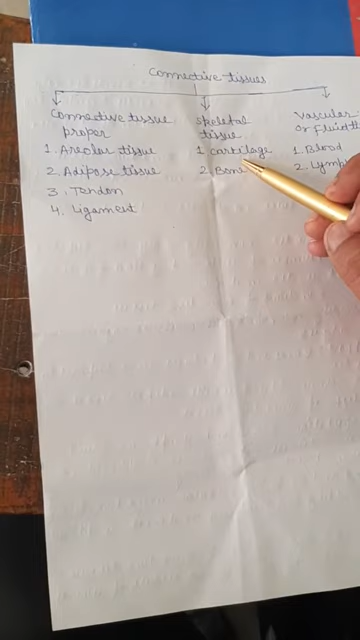 Connective tissues
Connective tissue
proper
1. Areolar tissue
2. Adipose tissue
3. Tendon
4. Ligament
Skeletal
tissue
1 Cartilage
2 Bone
Vascular
or fluid
1. Blood
2. Lymph